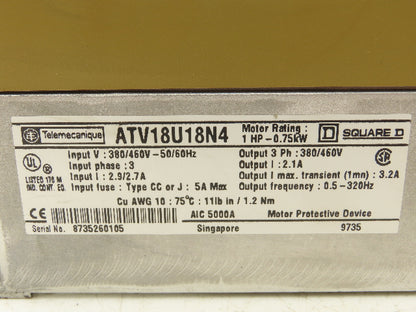 Telemecanique ATV18U18N4 Motor Rating : 1 HP - 0.75kW D SQUARE D
Input V : 380/460V - 50/60Hz Output 3 Ph : 380/460V
Input phase : 3 Output I : 2.1A
Input I : 2.9/2.7A Output I max. transient (1mn) : 3.2A
Input fuse : Type CC or J : 5A Max Output frequency : 0.5 - 320Hz
UL SA
LISTED 170 M
IND. CONT. EQ.
Cu AWG 10 : 75°C : 11lb in / 1.2 Nm
CE AIC 5000A Motor Protective Device
Serial No. 8735260105 Singapore 9735